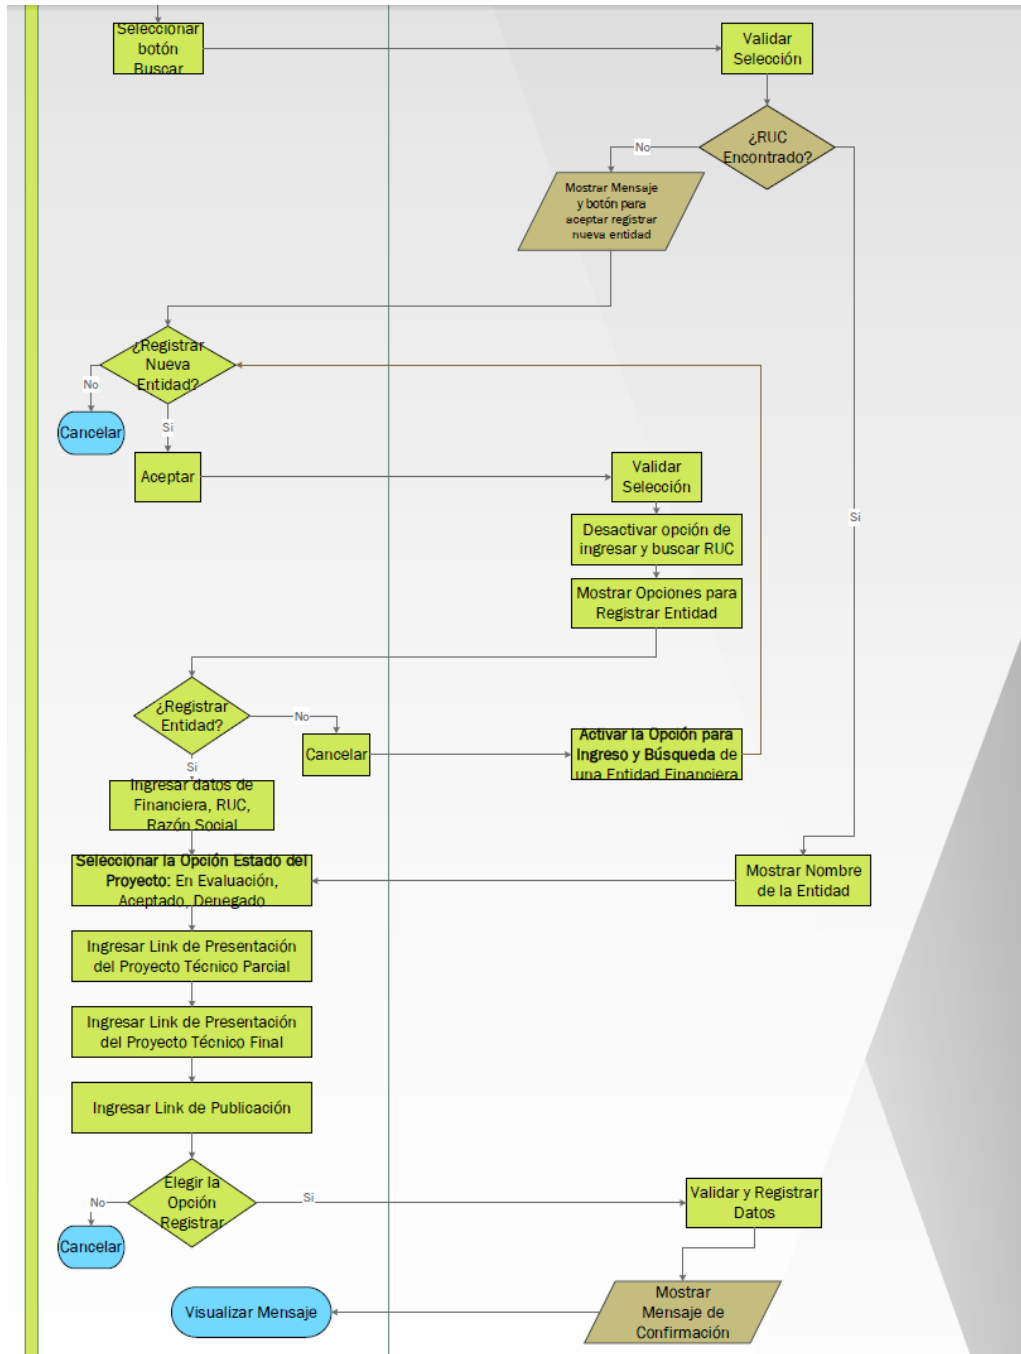 Seleccionar
botón
Buscar
Validar
Selección
¿RUC
Encontrado?
No
Mostrar Mensaje
y botón para
aceptar registrar
nueva entidad
¿Registrar
Nueva
Entidad?
No
Cancelar
Si
Aceptar
Validar
Selección
Si
Desactivar opción de
ingresar y buscar RUC
Mostrar Opciones para
Registrar Entidad
¿Registrar
Entidad?
No
Cancelar
Activar la Opción para
Ingreso y Búsqueda de
una Entidad Financiera
Si
Ingresar datos de
Financiera, RUC,
Razón Social
Seleccionar la Opción Estado del
Proyecto: En Evaluación,
Aceptado, Denegado
Mostrar Nombre
de la Entidad
Ingresar Link de Presentación
del Proyecto Técnico Parcial
Ingresar Link de Presentación
del Proyecto Técnico Final
Ingresar Link de Publicación
Elegir la
Opción
Registrar
No
Cancelar
Si
Validar y Registrar
Datos
Mostrar
Mensaje de
Confirmación
Visualizar Mensaje